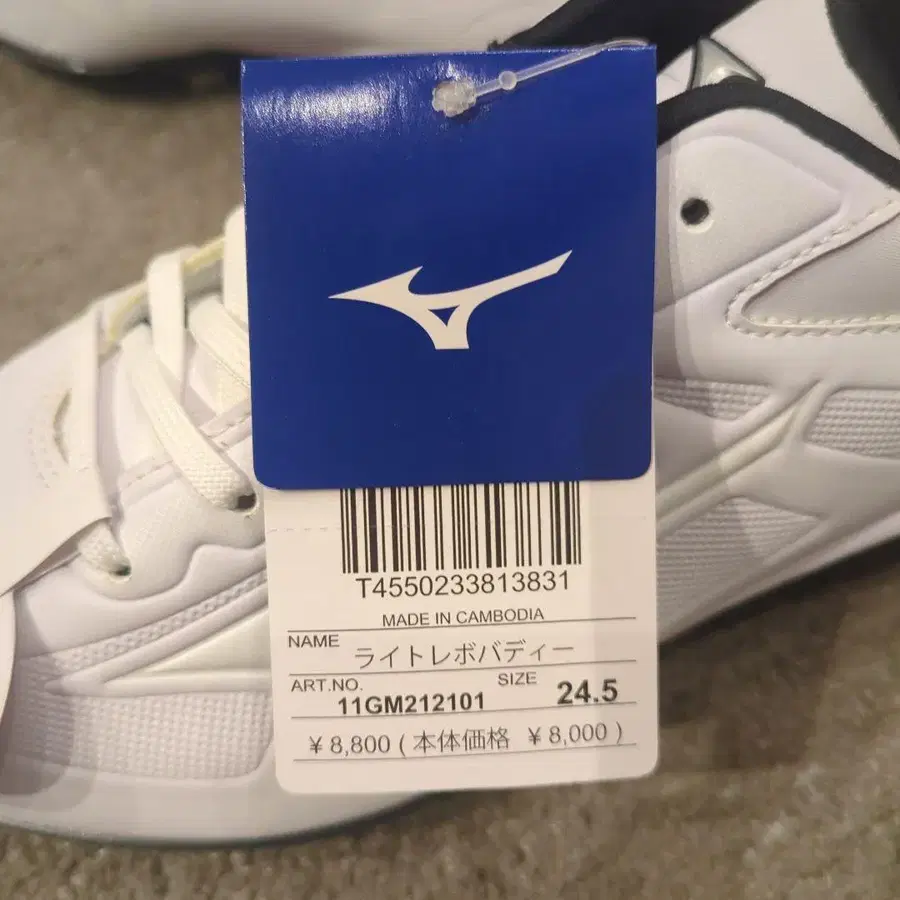 T4550233813831
MADE IN CAMBODIA
NAME ライトレボバディー
ART.NO. 11GM212101 SIZE 24.5
¥8,800 ( 本体価格 ¥8,000 )